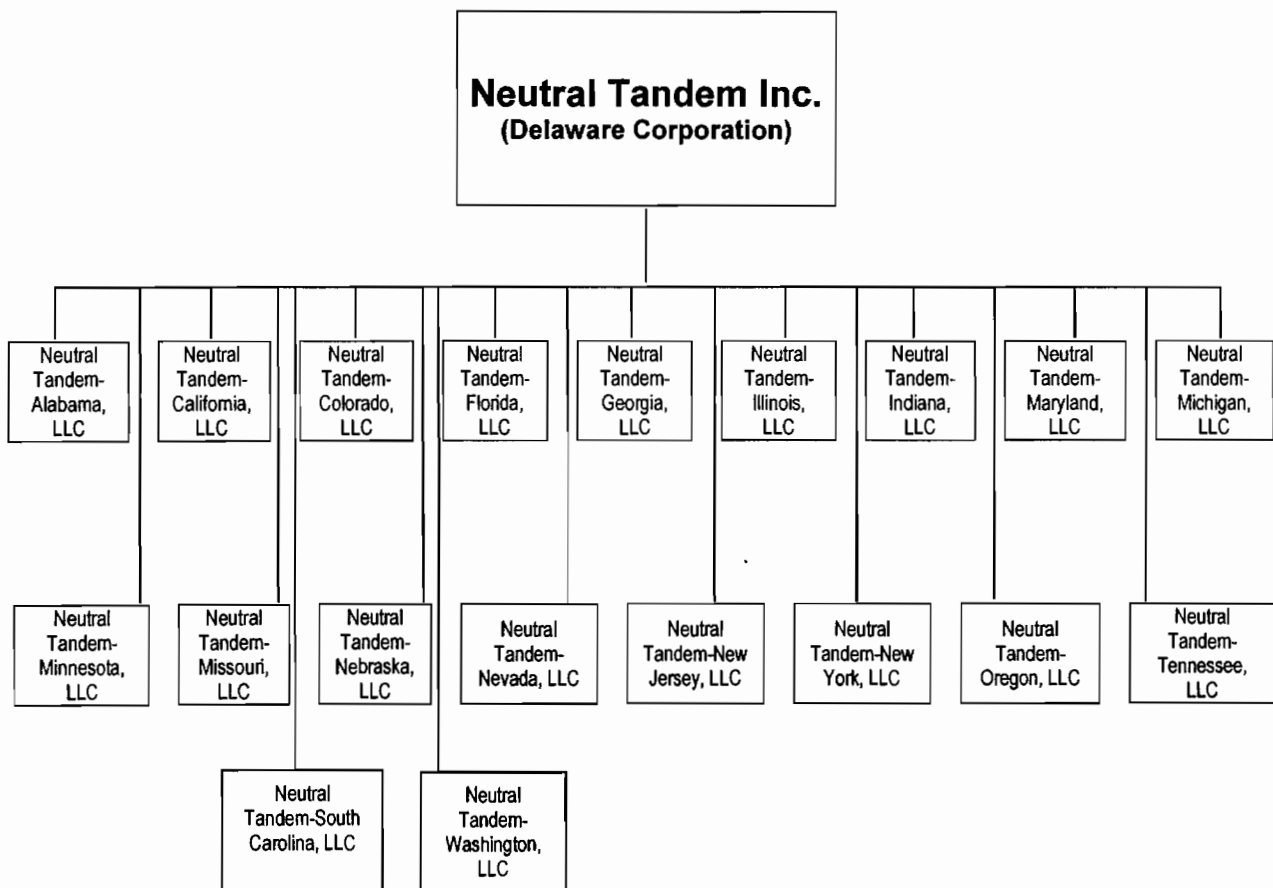 Neutral Tandem Inc.
(Delaware Corporation)
Neutral
Tandem-
Alabama,
LLC
Neutral
Tandem-
California,
LLC
Neutral
Tandem-
Colorado,
LLC
Neutral
Tandem-
Florida,
LLC
Neutral
Tandem-
Georgia,
LLC
Neutral
Tandem-
Illinois,
LLC
Neutral
Tandem-
Indiana,
LLC
Neutral
Tandem-
Maryland,
LLC
Neutral
Tandem-
Michigan,
LLC
Neutral
Tandem-
Minnesota,
LLC
Neutral
Tandem-
Missouri,
LLC
Neutral
Tandem-
Nebraska,
LLC
Neutral
Tandem-
Nevada, LLC
Neutral
Tandem-New
Jersey, LLC
Neutral
Tandem-New
York, LLC
Neutral
Tandem-
Oregon, LLC
Neutral
Tandem-
Tennessee,
LLC
Neutral
Tandem-South
Carolina, LLC
Neutral
Tandem-
Washington,
LLC